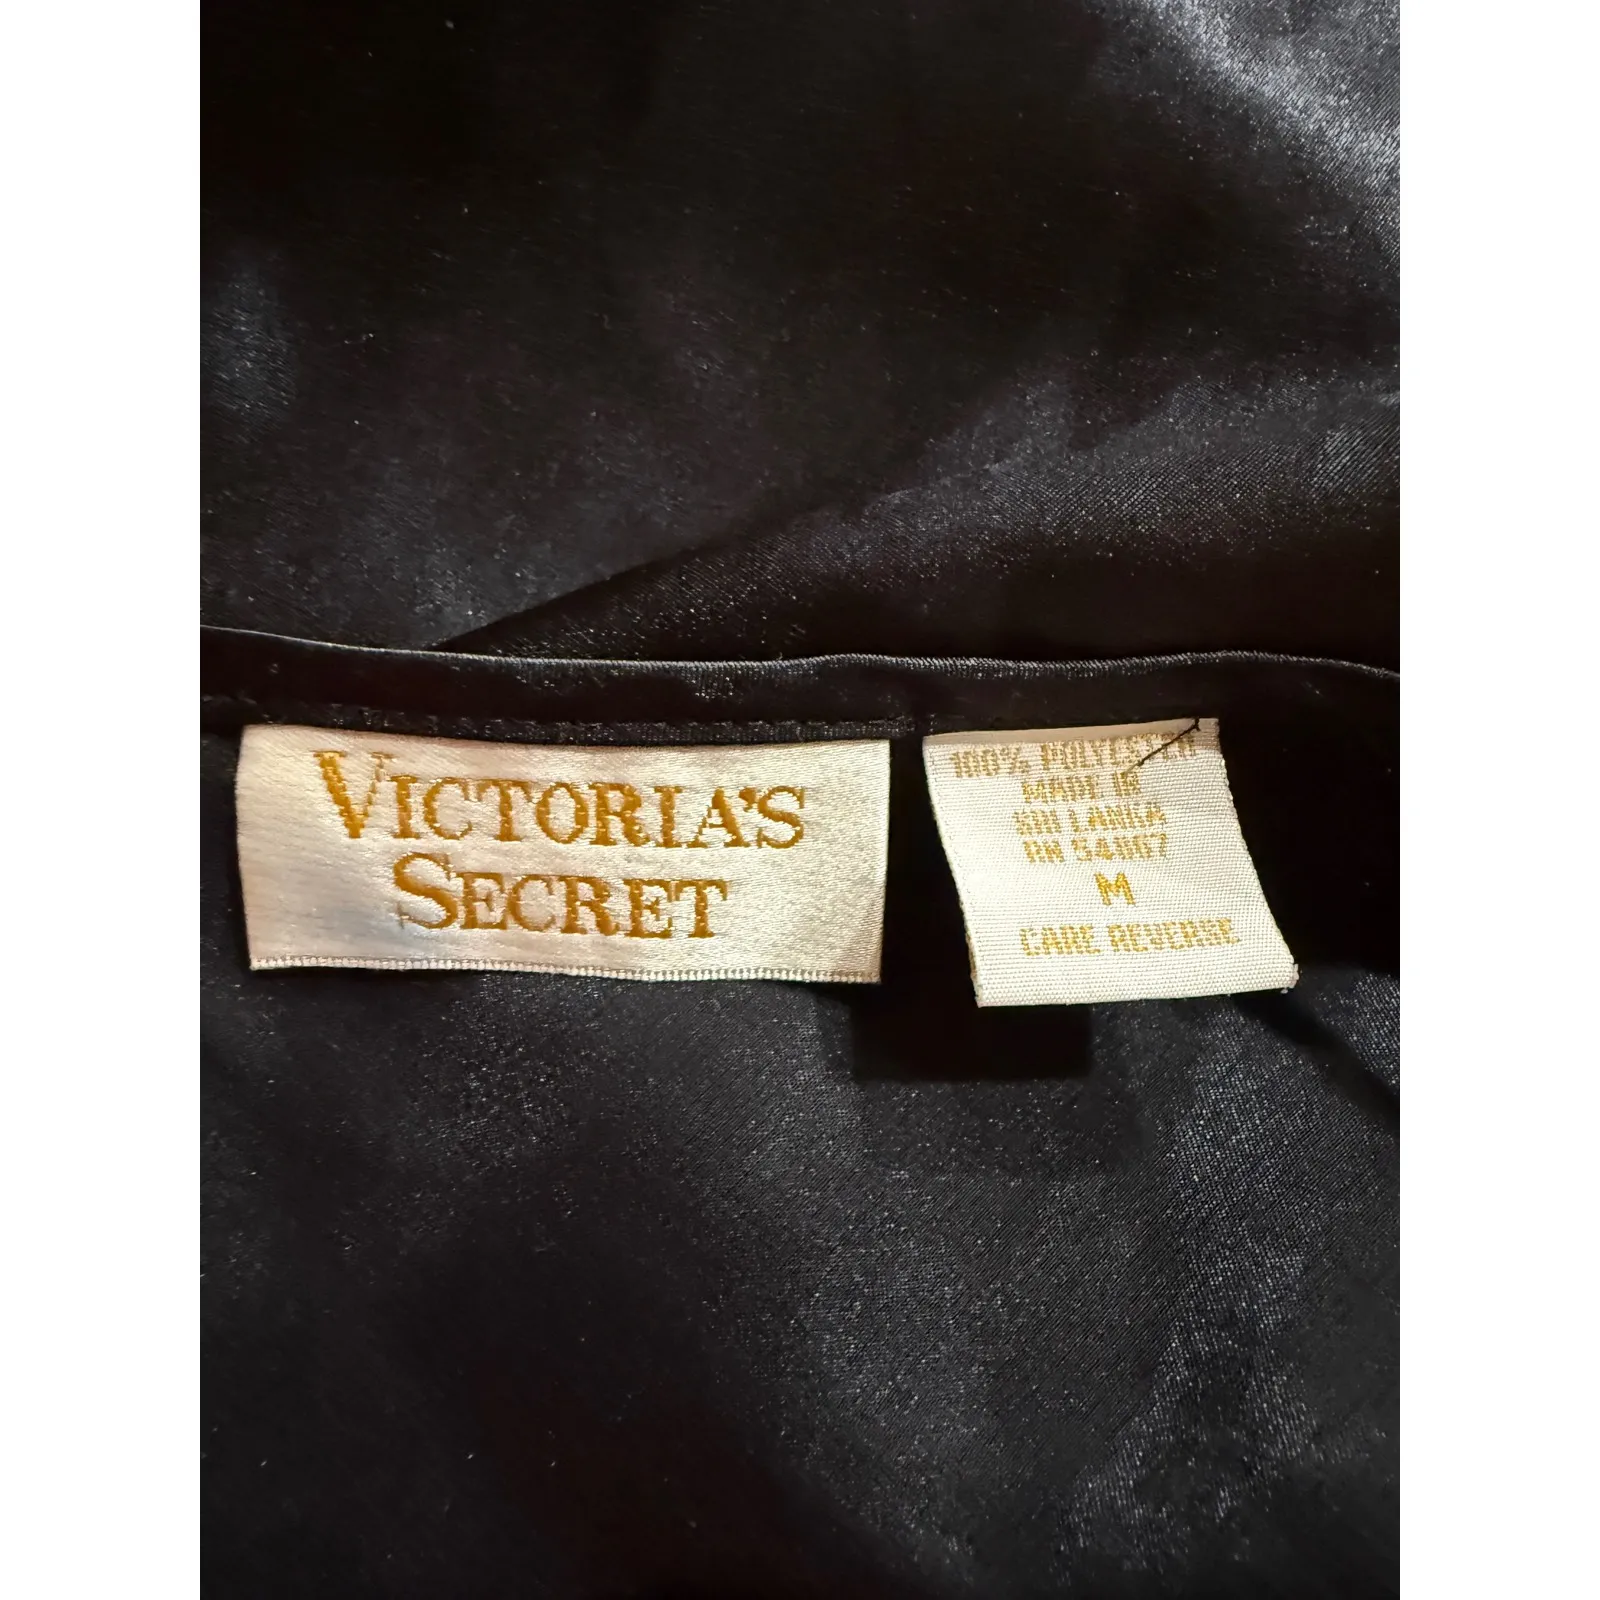 VICTORIA'S
SECRET
100% POLYESTER
MADE IN
SRI LANKA
RN 54867
M
CARE REVERSE